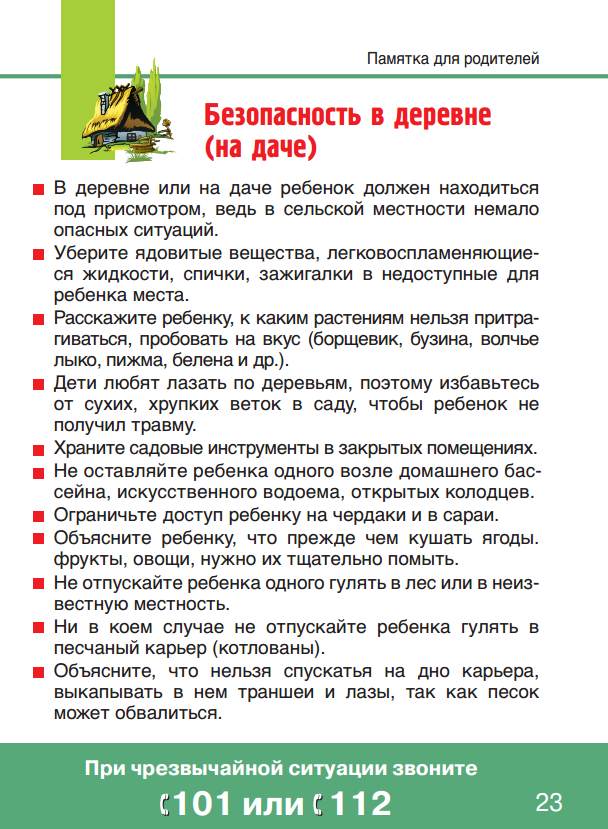 Памятка для родителей
Безопасность в деревне
(на даче)
В деревне или на даче ребенок должен находиться
под присмотром, ведь в сельской местности немало
опасных ситуаций.
Уберите ядовитые вещества, легковоспламеняющие-
ся жидкости, спички, зажигалки в недоступные для
ребенка места.
Расскажите ребенку, к каким растениям нельзя притра-
гиваться, пробовать на вкус (борщевик, бузина, волчье
лыко, пижма, белена и др.).
Дети любят лазать по деревьям, поэтому избавьтесь
от сухих, хрупких веток в саду, чтобы ребенок не
получил травму.
Храните садовые инструменты в закрытых помещениях.
Не оставляйте ребенка одного возле домашнего бас-
сейна, искусственного водоема, открытых колодцев.
Ограничьте доступ ребенку на чердаки и в сараи.
Объясните ребенку, что прежде чем кушать ягоды.
фрукты, овощи, нужно их тщательно помыть.
Не отпускайте ребенка одного гулять в лес или в неиз-
вестную местность.
Ни в коем случае не отпускайте ребенка гулять в
песчаный карьер (котлованы).
Объясните, что нельзя спускатья на дно карьера,
выкапывать в нем траншеи и лазы, так как песок
может обвалиться.
При чрезвычайной ситуации звоните
101 или 112
23